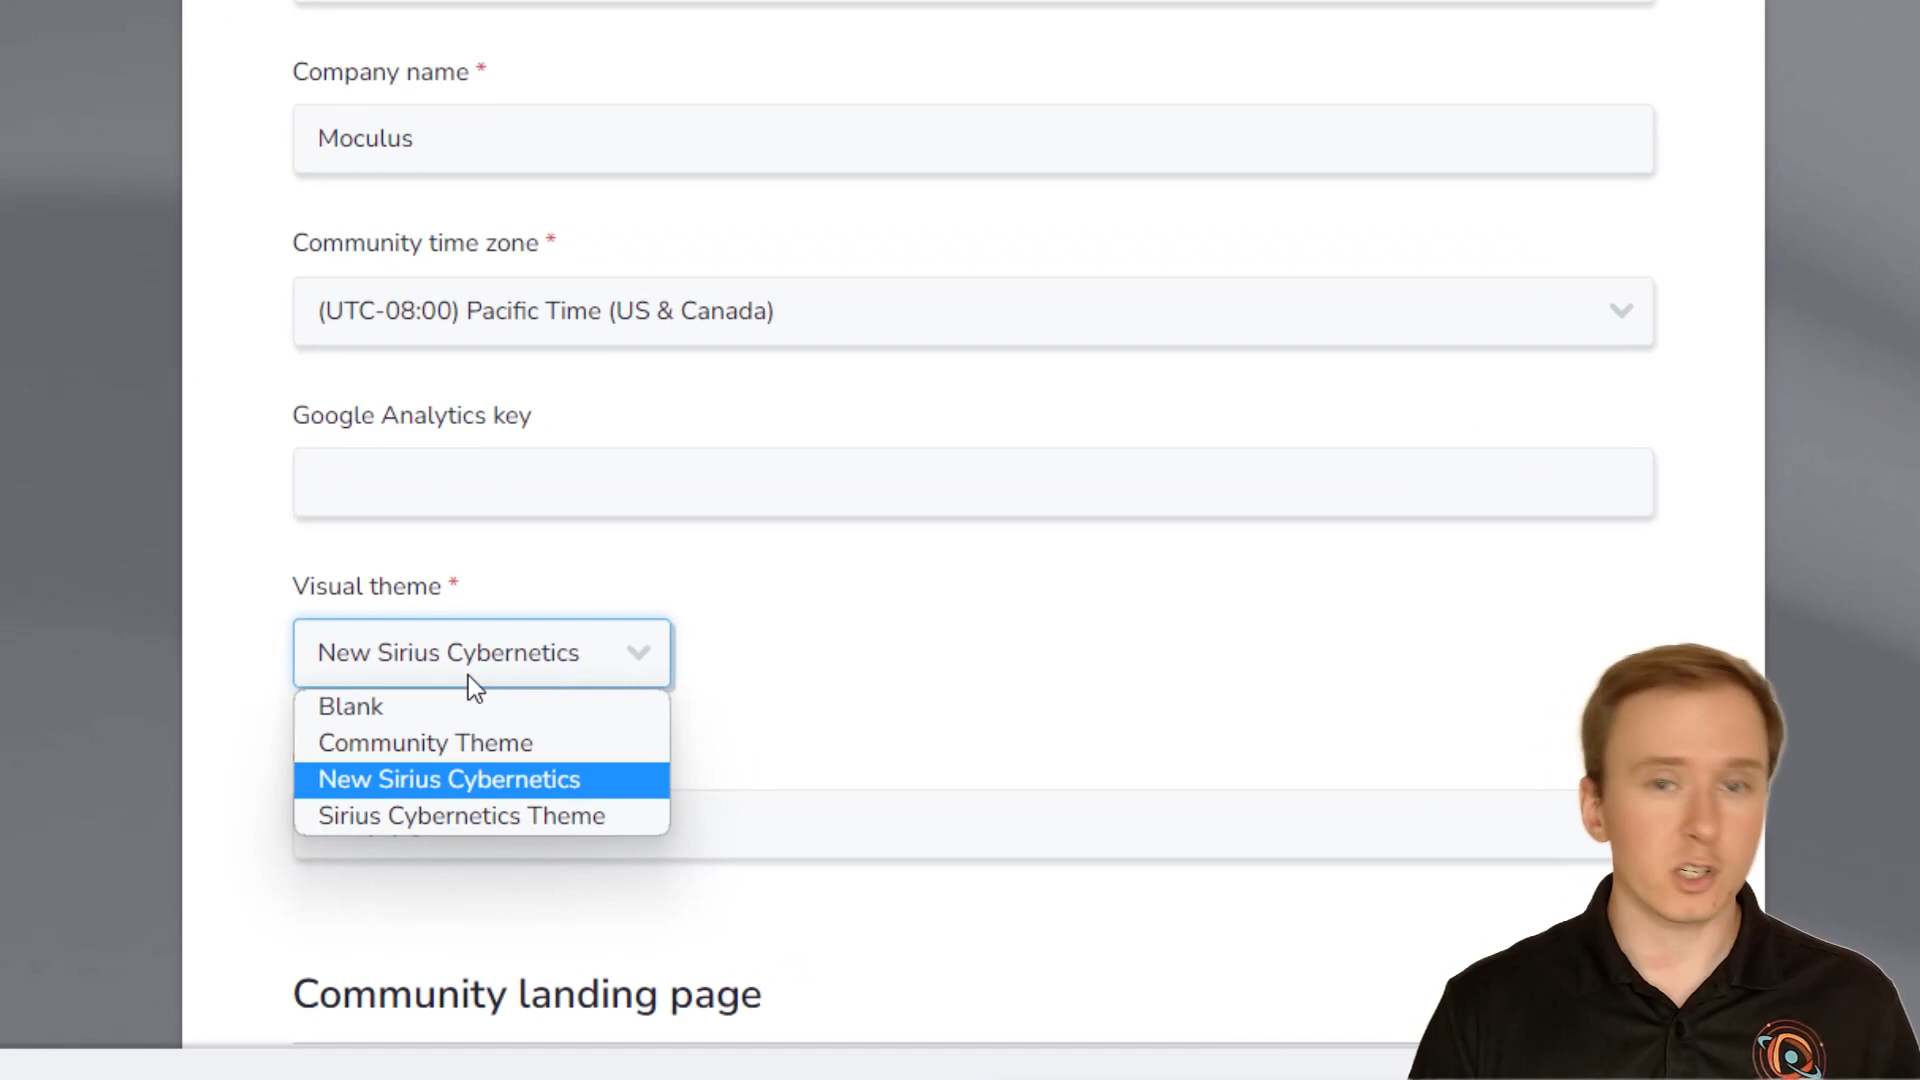 Company name *
Moculus
Community time zone *
(UTC-08:00) Pacific Time (US & Canada)
Google Analytics key
Visual theme *
New Sirius Cybernetics
Blank
Community Theme
New Sirius Cybernetics
Sirius Cybernetics Theme
Community landing page